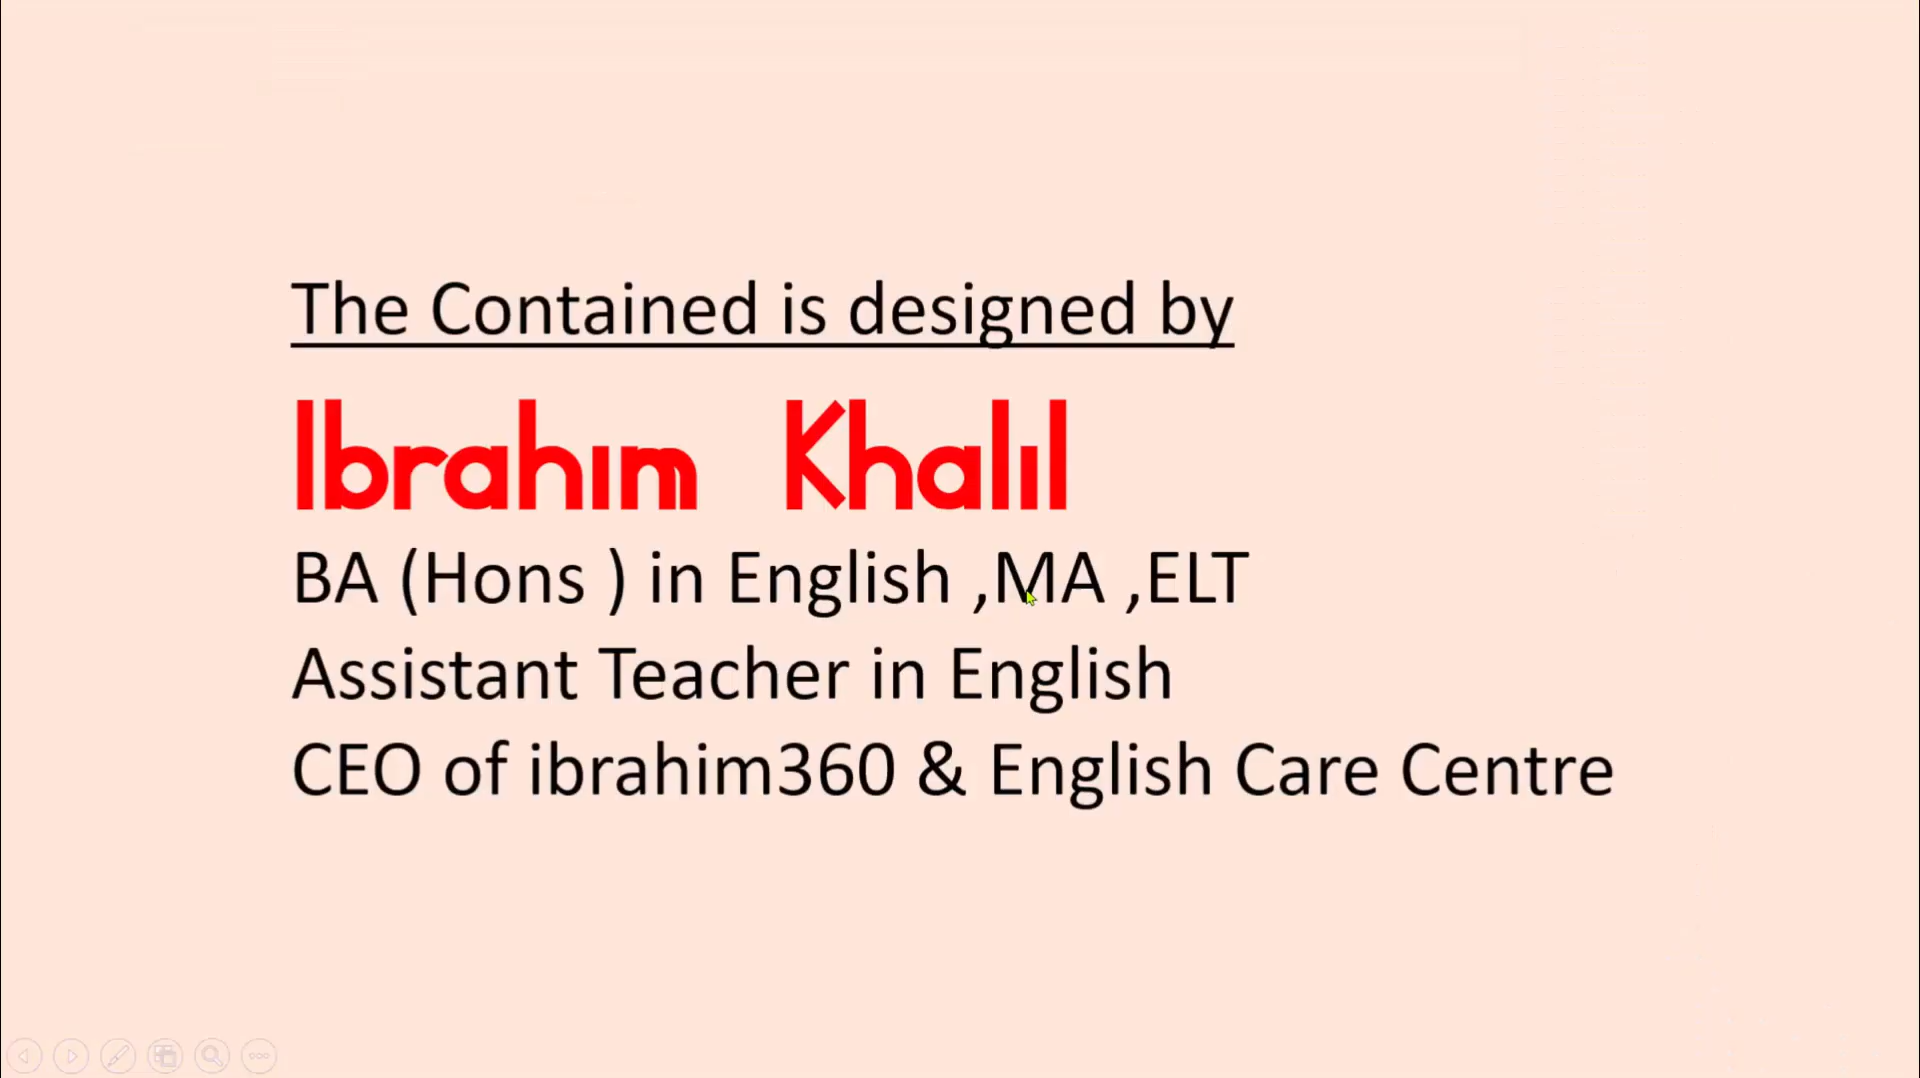 The Contained is designed by
Ibrahim Khalil
BA (Hons ) in English ,MA ,ELT
Assistant Teacher in English
CEO of ibrahim360 & English Care Centre